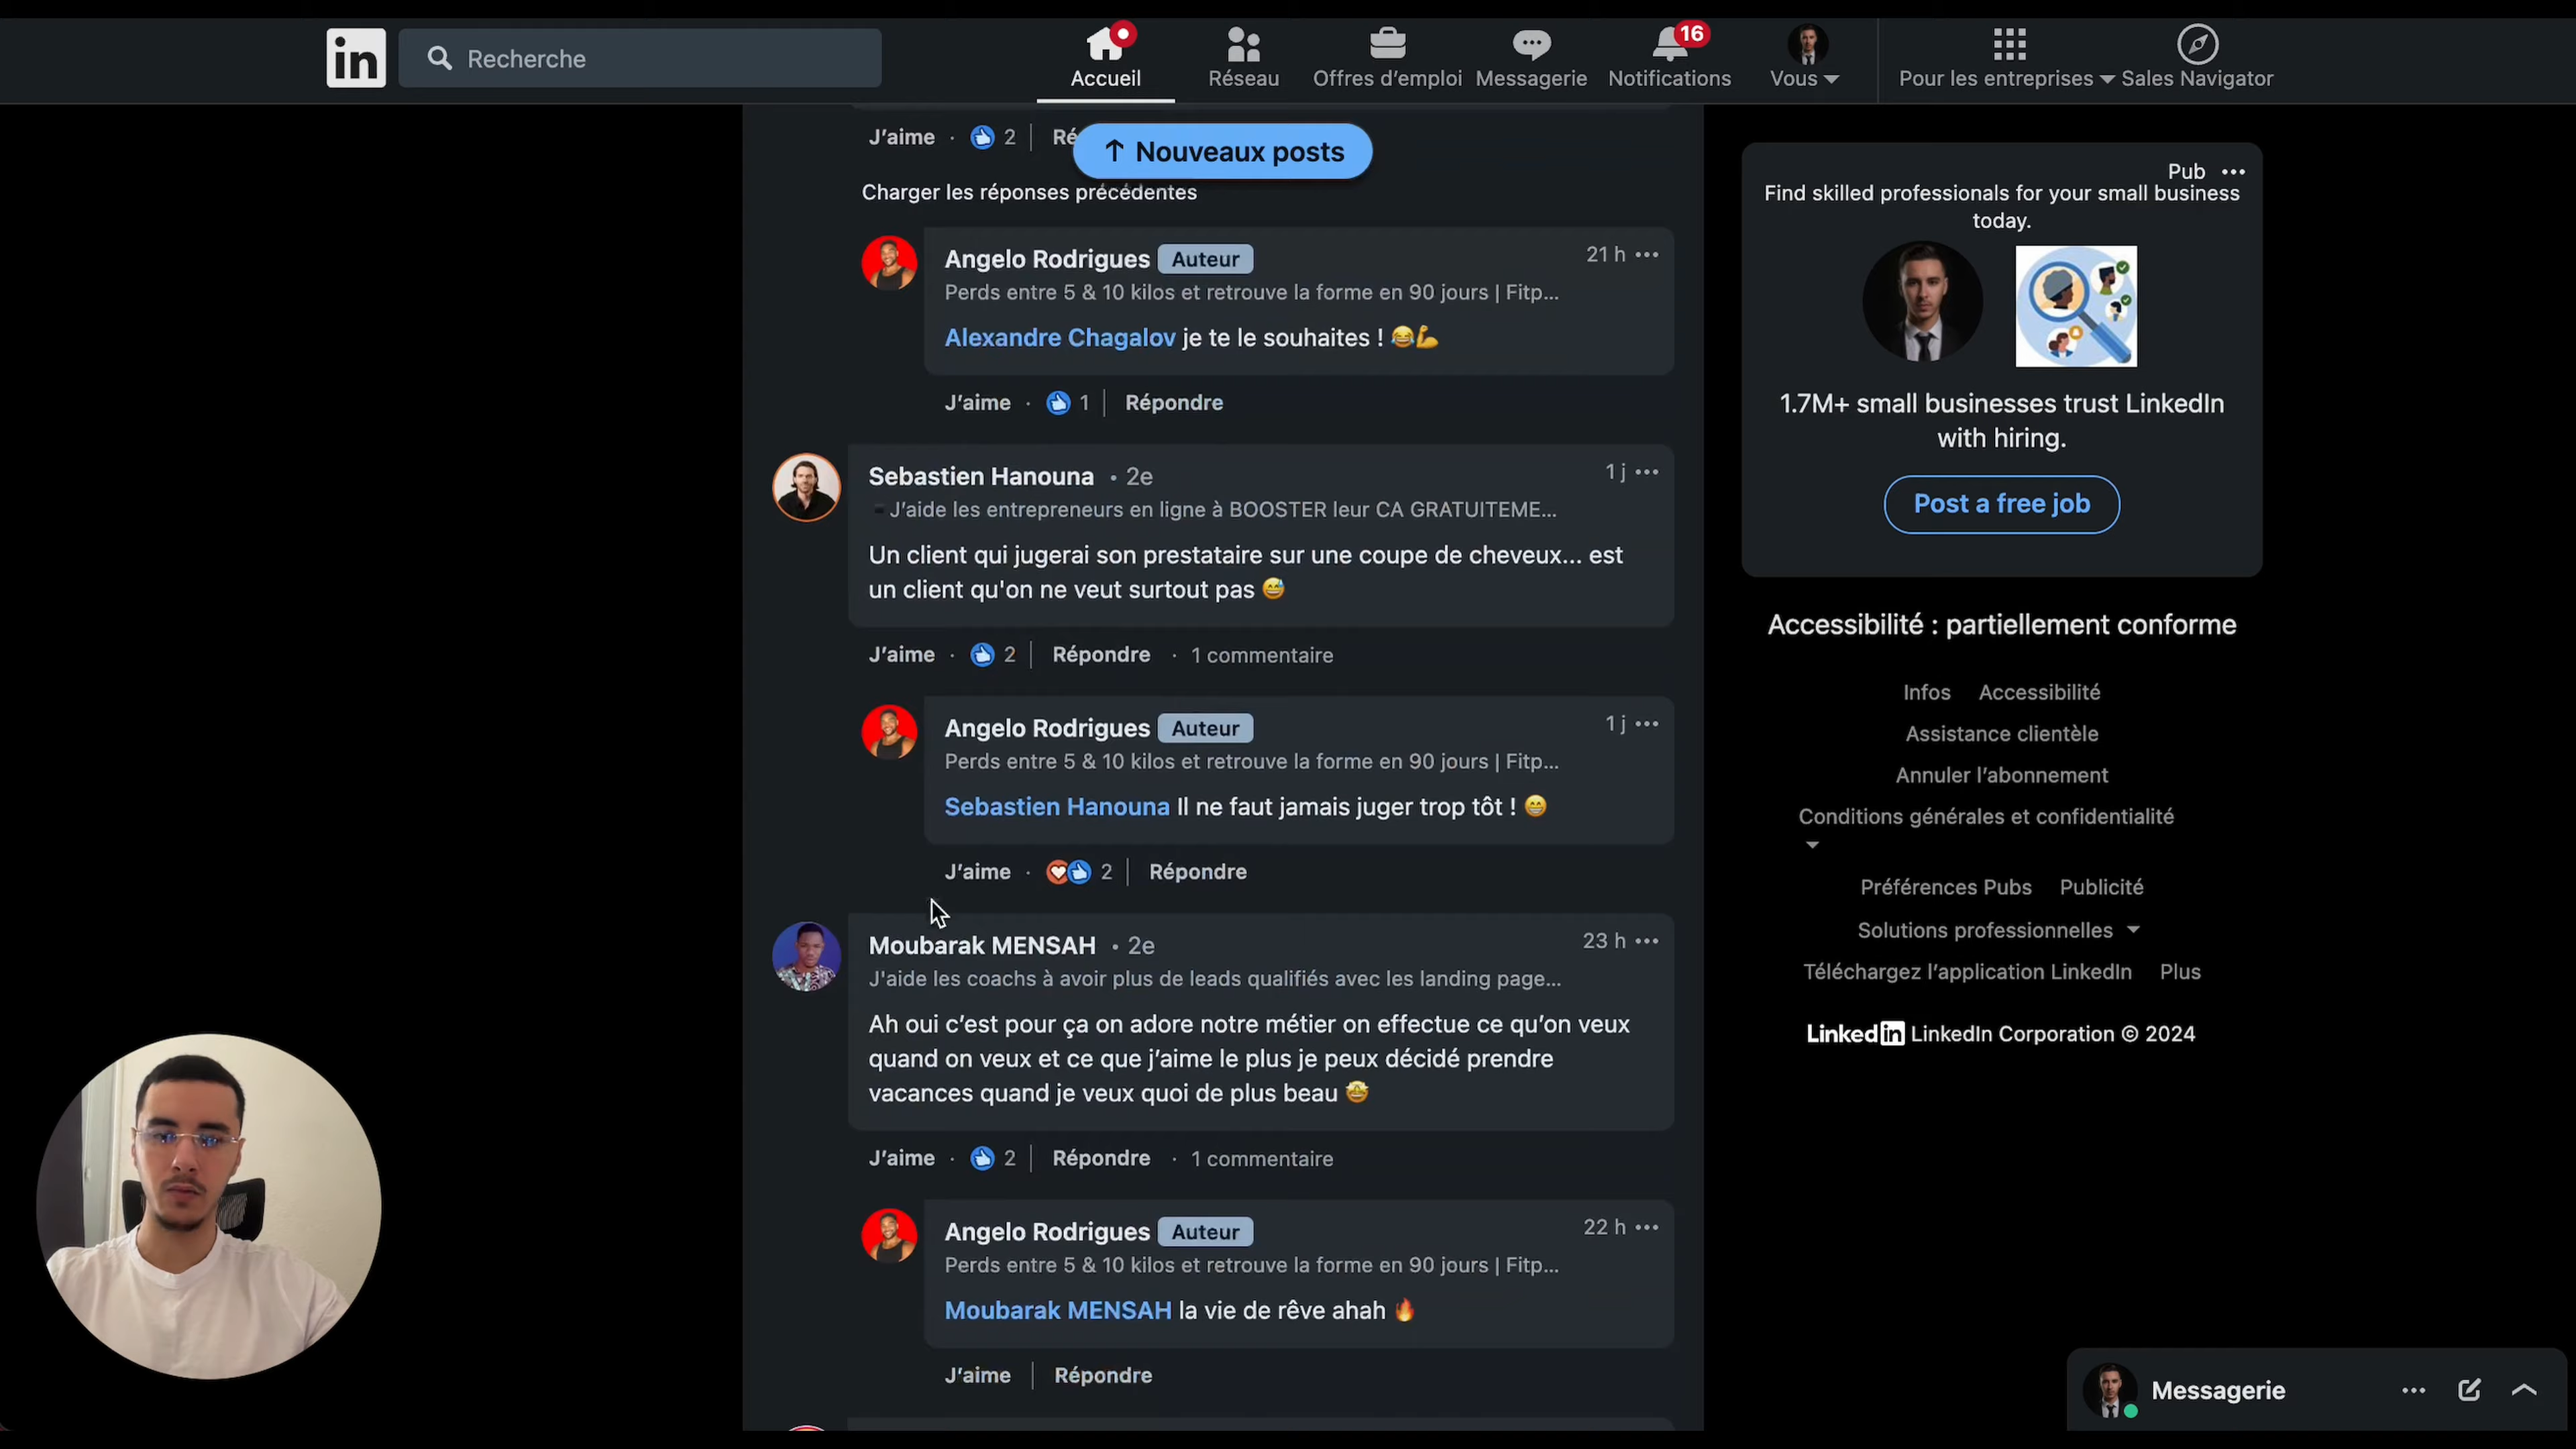 in
Recherche
Accueil
Réseau
Offres d'emploi
Messagerie
16
Notifications
Vous
Pour les entreprises
Sales Navigator
J'aime · 2 | Ré
↑ Nouveaux posts
Charger les réponses précédentes
Angelo Rodrigues Auteur
21 h
Perds entre 5 & 10 kilos et retrouve la forme en 90 jours | Fitp...
Alexandre Chagalov je te le souhaites ! 😂💪
J'aime · 1 | Répondre
Sebastien Hanouna • 2e
1 j
J'aide les entrepreneurs en ligne à BOOSTER leur CA GRATUITEME...
Un client qui jugerai son prestataire sur une coupe de cheveux... est
un client qu'on ne veut surtout pas 😅
J'aime · 2 | Répondre · 1 commentaire
Angelo Rodrigues Auteur
1 j
Perds entre 5 & 10 kilos et retrouve la forme en 90 jours | Fitp...
Sebastien Hanouna Il ne faut jamais juger trop tôt ! 😁
J'aime · 2 | Répondre
Moubarak MENSAH • 2e
23 h
J'aide les coachs à avoir plus de leads qualifiés avec les landing page...
Ah oui c'est pour ça on adore notre métier on effectue ce qu'on veux
quand on veux et ce que j'aime le plus je peux décidé prendre
vacances quand je veux quoi de plus beau 🤩
J'aime · 2 | Répondre · 1 commentaire
Angelo Rodrigues Auteur
22 h
Perds entre 5 & 10 kilos et retrouve la forme en 90 jours | Fitp...
Moubarak MENSAH la vie de rêve ahah 🔥
J'aime | Répondre
Pub
Find skilled professionals for your small business
today.
1.7M+ small businesses trust LinkedIn
with hiring.
Post a free job
Accessibilité : partiellement conforme
Infos Accessibilité
Assistance clientèle
Annuler l'abonnement
Conditions générales et confidentialité
Préférences Pubs Publicité
Solutions professionnelles
Téléchargez l'application LinkedIn Plus
LinkedIn LinkedIn Corporation © 2024
Messagerie